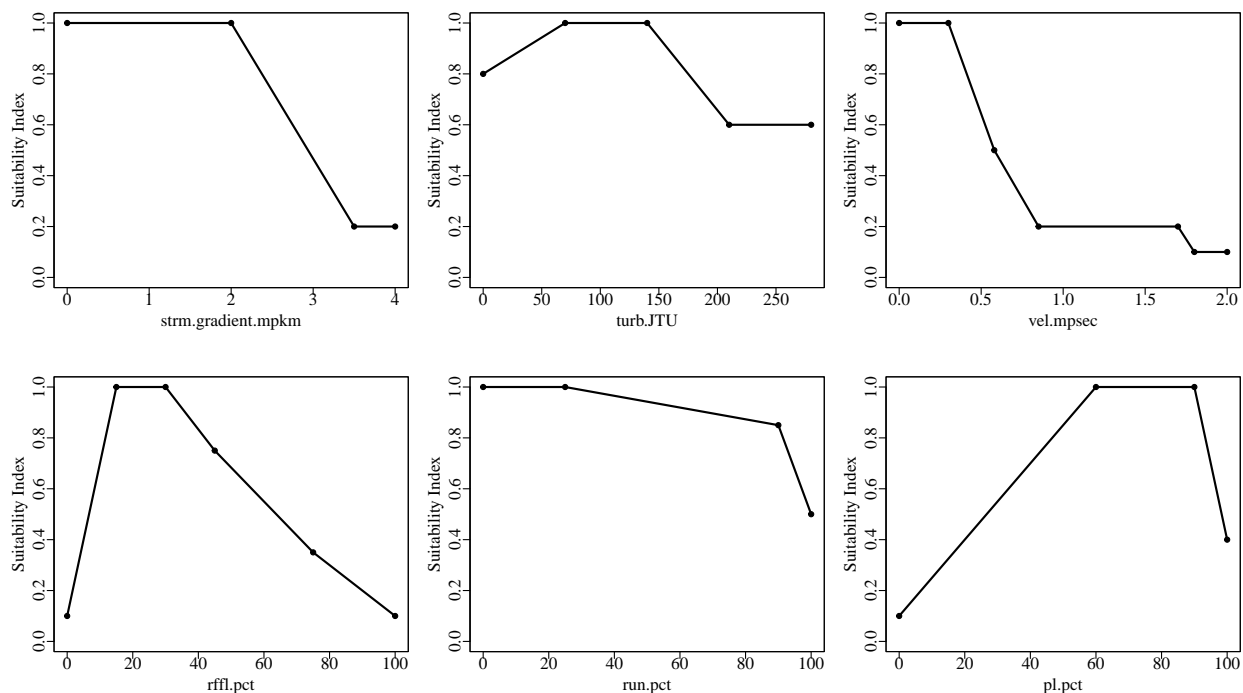 Suitability Index
0.0 0.2 0.4 0.6 0.8 1.0
0 1 2 3 4
strm.gradient.mpkm
Suitability Index
0.0 0.2 0.4 0.6 0.8 1.0
0 50 100 150 200 250
turb.JTU
Suitability Index
0.0 0.2 0.4 0.6 0.8 1.0
0.0 0.5 1.0 1.5 2.0
vel.mpsec
Suitability Index
0.0 0.2 0.4 0.6 0.8 1.0
0 20 40 60 80 100
rffl.pct
Suitability Index
0.0 0.2 0.4 0.6 0.8 1.0
0 20 40 60 80 100
run.pct
Suitability Index
0.0 0.2 0.4 0.6 0.8 1.0
0 20 40 60 80 100
pl.pct